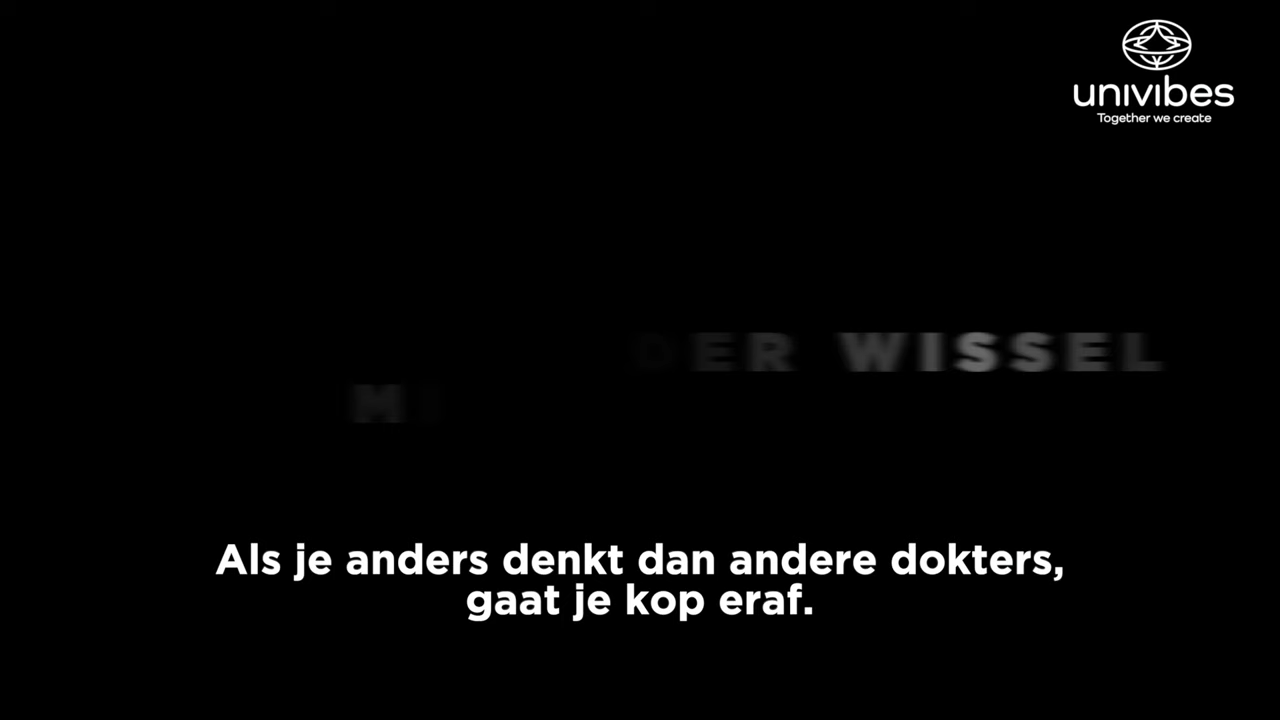 univibes
Together we create
DER WISSEL
Als je anders denkt dan andere dokters,
gaat je kop eraf.